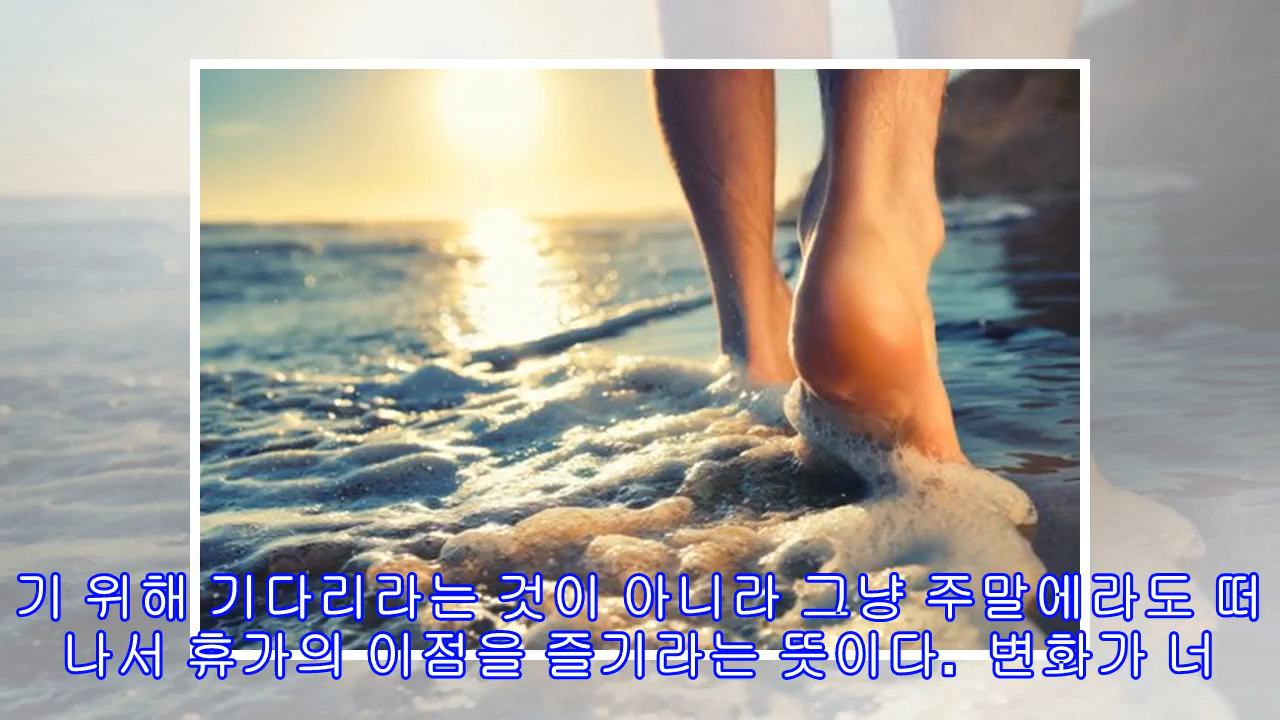 기 위해 기다리라는 것이 아니라 그냥 주말에라도 떠
나서 휴가의 이점을 즐기라는 뜻이다. 변화가 너